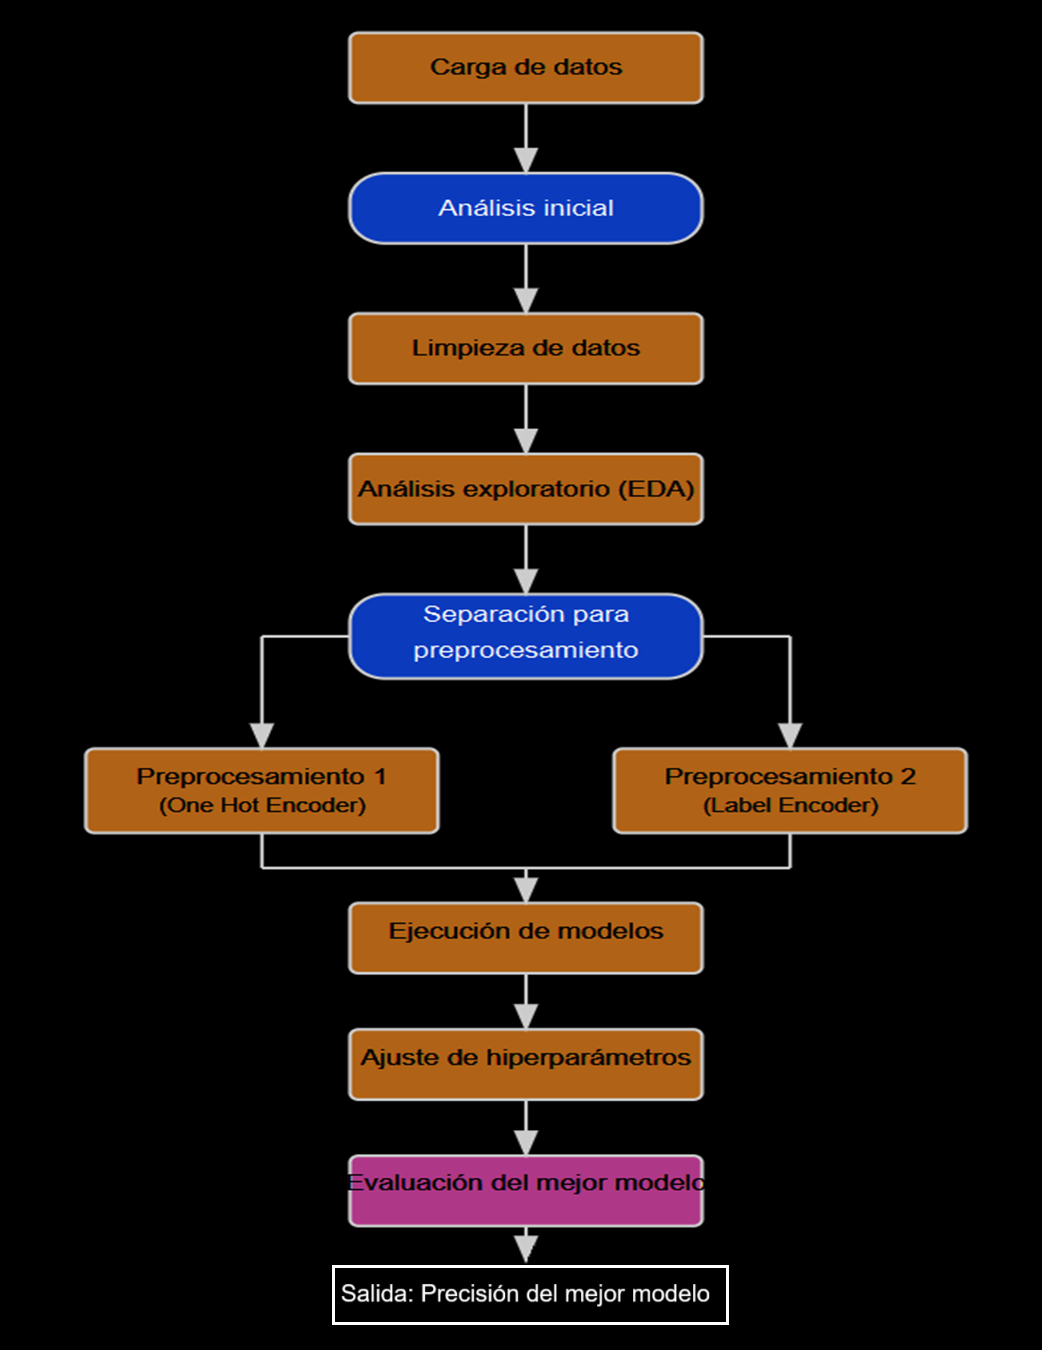 Carga de datos
Análisis inicial
Limpieza de datos
Análisis exploratorio (EDA)
Separación para
preprocesamiento
Preprocesamiento 1
(One Hot Encoder)
Preprocesamiento 2
(Label Encoder)
Ejecución de modelos
Ajuste de hiperparámetros
Evaluación del mejor modelo
Salida: Precisión del mejor modelo